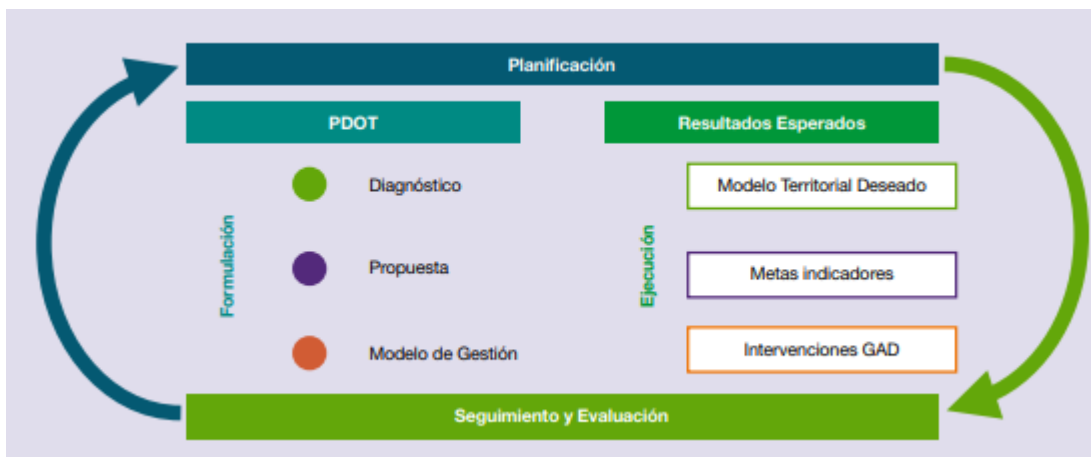 Planificación
PDOT
Resultados Esperados
Formulación
Diagnóstico
Propuesta
Modelo de Gestión
Ejecución
Modelo Territorial Deseado
Metas indicadores
Intervenciones GAD
Seguimiento y Evaluación